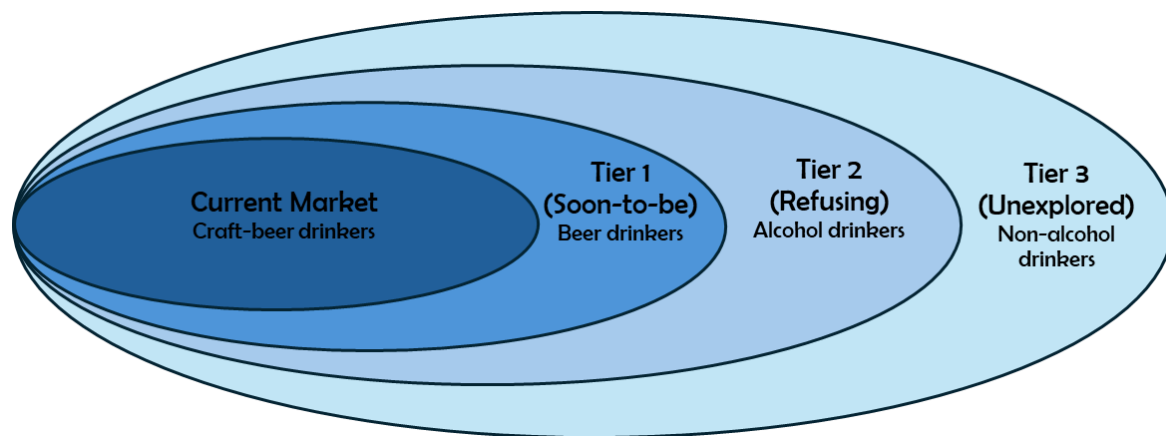 Current Market
Craft-beer drinkers
Tier 1
(Soon-to-be)
Beer drinkers
Tier 2
(Refusing)
Alcohol drinkers
Tier 3
(Unexplored)
Non-alcohol
drinkers